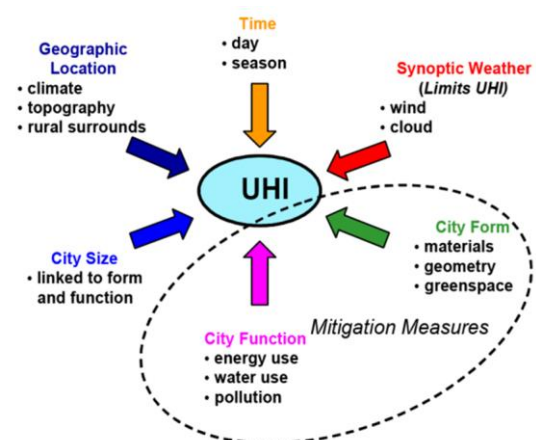 Time
• day
• season
Geographic
Location
• climate
• topography
• rural surrounds
Synoptic Weather
(Limits UHI)
• wind
• cloud
UHI
City Size
• linked to form
and function
City Form
• materials
• geometry
• greenspace
City Function
• energy use
• water use
• pollution
Mitigation Measures